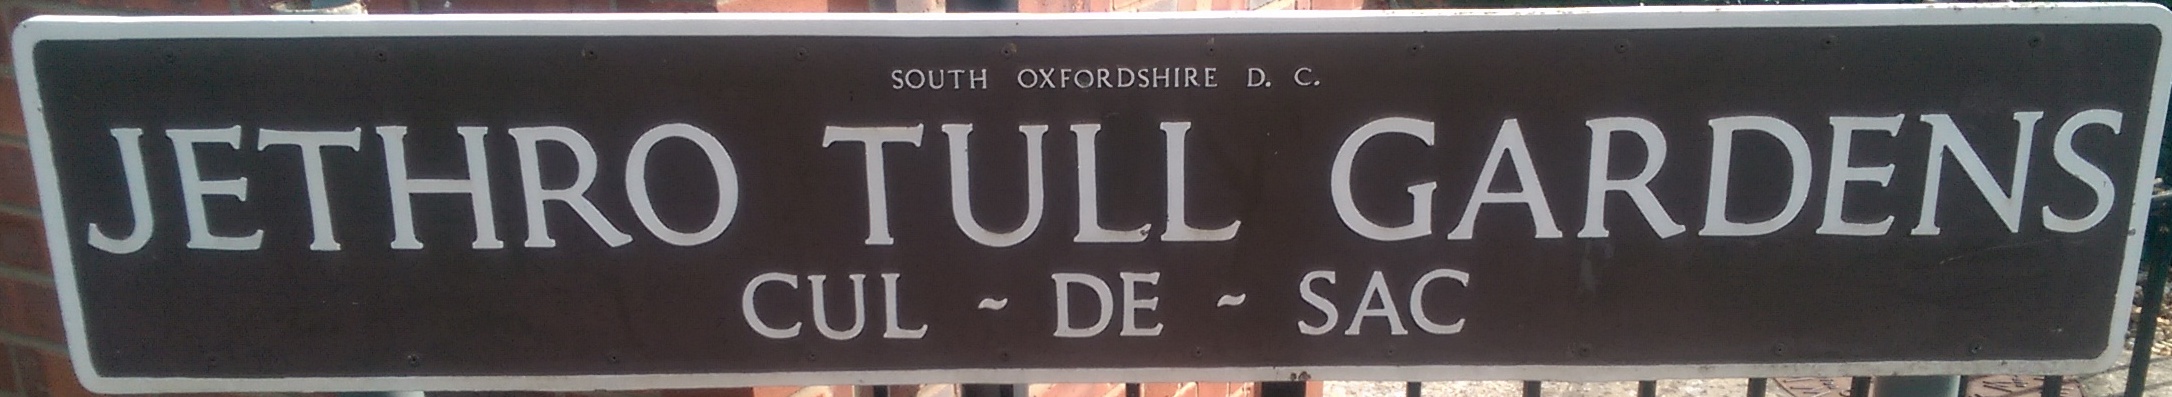 SOUTH OXFORDSHIRE D. C.
JETHRO TULL GARDENS
CUL ~ DE ~ SAC